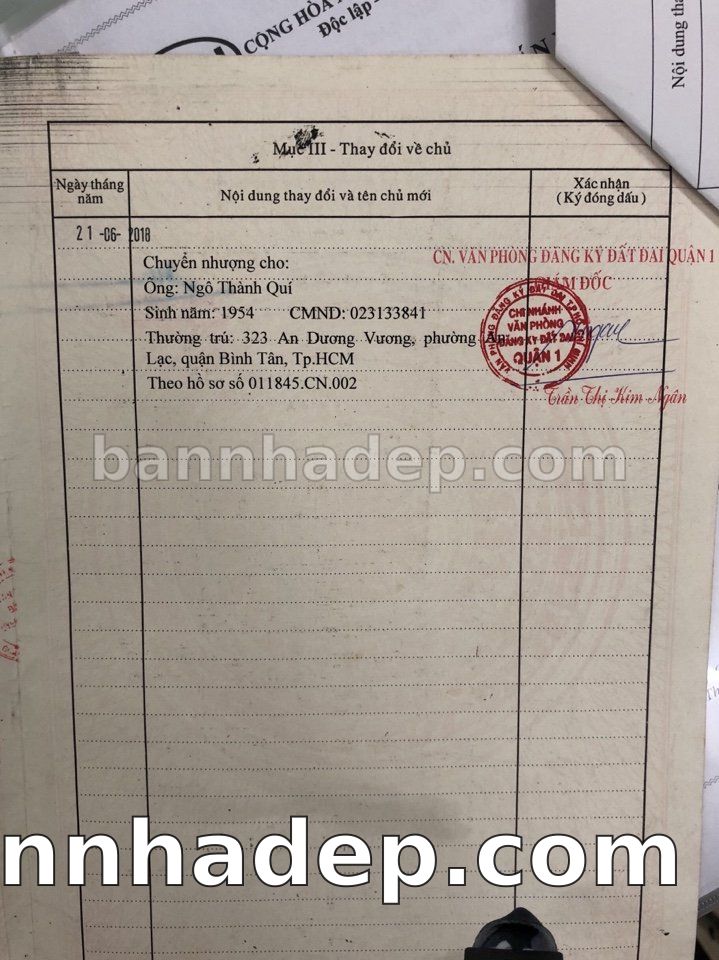 CỘNG HÒA
Độc lập
Nội dung tha
Mục III - Thay đổi về chủ
Ngày tháng năm
Nội dung thay đổi và tên chủ mới
Xác nhận
( Ký đóng dấu )
21-06-2018
CN. VĂN PHÒNG ĐĂNG KÝ ĐẤT ĐAI QUẬN 1
GIÁM ĐỐC
Chuyển nhượng cho:
Ông: Ngô Thành Quí
Sinh năm: 1954 CMND: 023133841
Thường trú: 323 An Dương Vương, phường An
Lạc, quận Bình Tân, Tp.HCM
Theo hồ sơ số 011845.CN.002
CHI NHÁNH
VĂN PHÒNG
ĐĂNG KÝ ĐẤT ĐAI
QUẬN 1
Trần Thị Kim Ngân
bannhadep.com
nnhadep.com